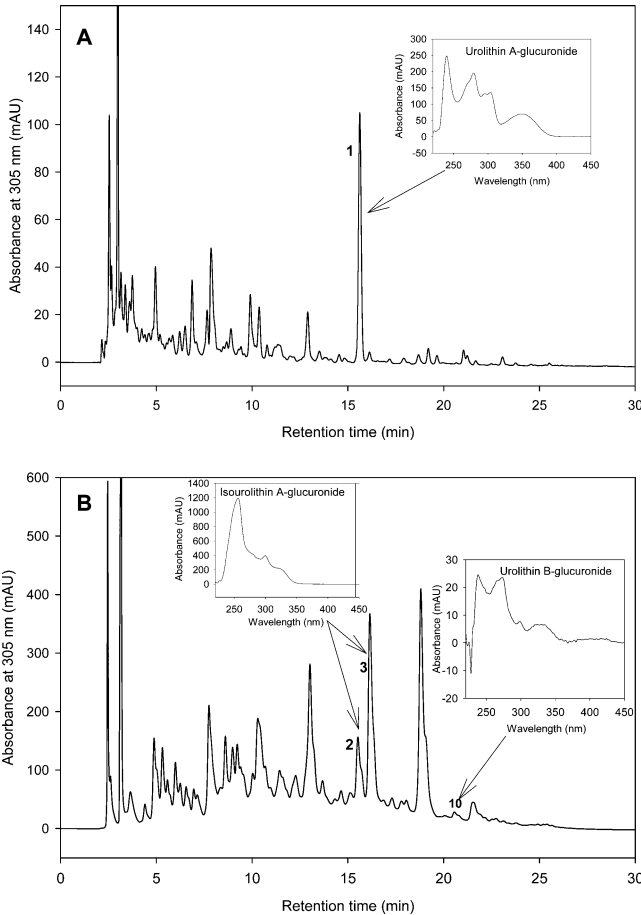 A
Absorbance at 305 nm (mAU)
140
120
100
80
60
40
20
0
0 5 10 15 20 25 30
Retention time (min)
1
Urolithin A-glucuronide
Absorbance (mAU)
300
250
200
150
100
50
0
-50
250 300 350 400 450
Wavelength (nm)
B
Absorbance at 305 nm (mAU)
600
500
400
300
200
100
0
0 5 10 15 20 25 30
Retention time (min)
Isourolithin A-glucuronide
Absorbance (mAU)
1400
1200
1000
800
600
400
200
0
250 300 350 400 450
Wavelength (nm)
3
2
10
Urolithin B-glucuronide
Absorbance (mAU)
30
20
10
0
-10
-20
250 300 350 400 450
Wavelength (nm)